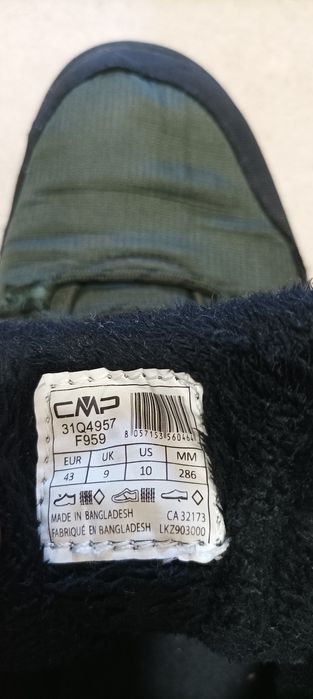 CMP
31Q4957
F959
8 057153 560464
EUR UK US MM
43 9 10 286
MADE IN BANGLADESH CA 32173
FABRIQUÉ EN BANGLADESH LKZ903000